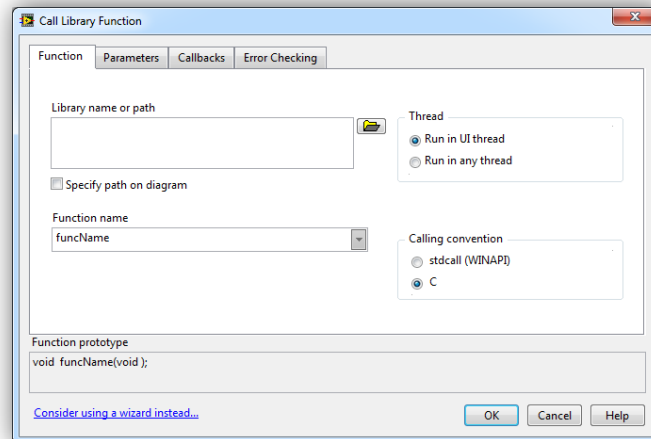 Call Library Function
Function Parameters Callbacks Error Checking
Library name or path
Specify path on diagram
Function name
funcName
Thread
Run in UI thread
Run in any thread
Calling convention
stdcall (WINAPI)
C
Function prototype
void funcName(void );
Consider using a wizard instead...
OK Cancel Help